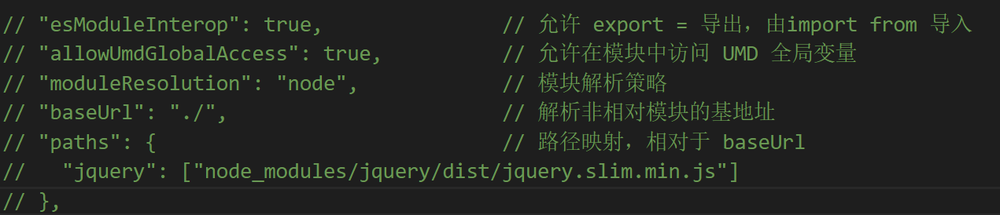 // "esModuleInterop": true,                // 允许 export = 导出，由import from 导入
// "allowUmdGlobalAccess": true,           // 允许在模块中访问 UMD 全局变量
// "moduleResolution": "node",             // 模块解析策略
// "baseUrl": "./",                        // 解析非相对模块的基地址
// "paths": {                              // 路径映射，相对于 baseUrl
//   "jquery": ["node_modules/jquery/dist/jquery.slim.min.js"]
// },